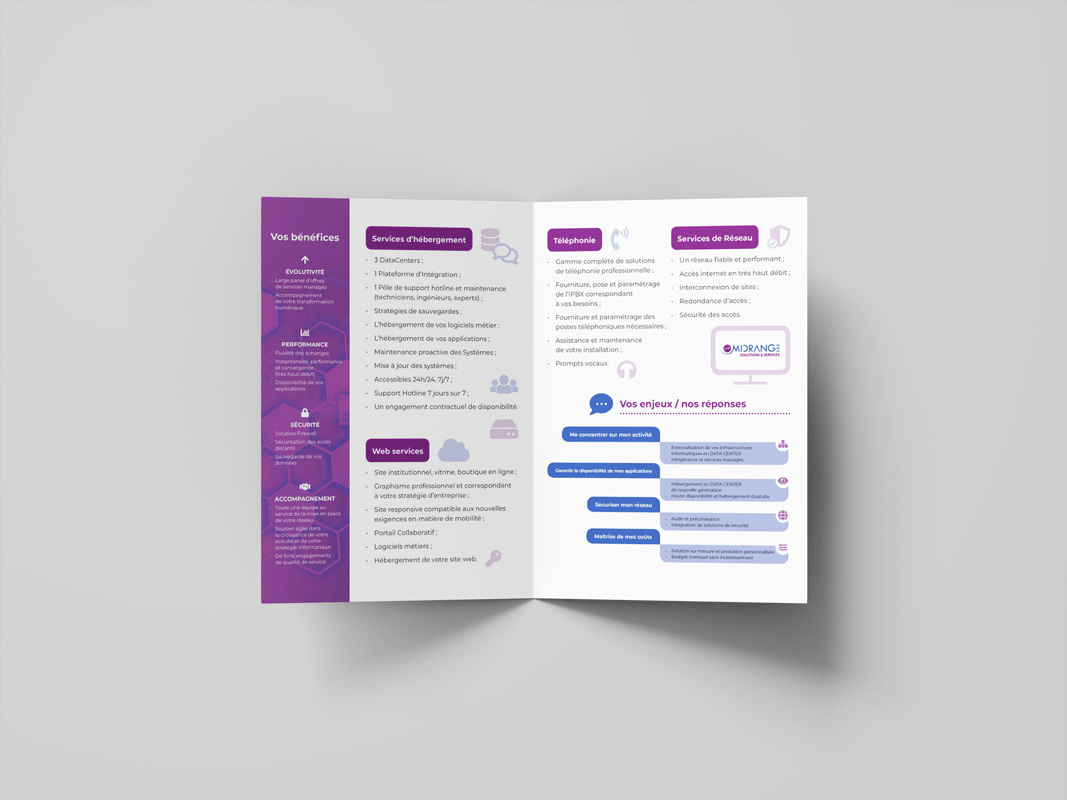 Vos bénéfices
ÉVOLUTIVITÉ
- Large panel d'offres
de services managés
- Accompagnement
de votre transformation
numérique
PERFORMANCE
- Fluidité des échanges
- Instantanéité, performance
et convergence
(très haut débit)
- Disponibilité de vos
applications
SÉCURITÉ
- Solution Firewall
- Sécurisation des accès
distants
- Sauvegarde de vos
données
ACCOMPAGNEMENT
- Toute une équipe au
service de la mise en place
de votre réseau
- Soutien agile dans
la croissance de votre
activité et de votre
stratégie informatique
- De forts engagements
de qualité de service
Services d'hébergement
• 3 DataCenters ;
• 1 Plateforme d'Intégration ;
• 1 Pôle de support hotline et maintenance
(techniciens, ingénieurs, experts) ;
• Stratégies de sauvegardes ;
• L'hébergement de vos logiciels métier ;
• L'hébergement de vos applications ;
• Maintenance proactive des Systèmes ;
• Mise à jour des systèmes ;
• Accessibles 24h/24, 7j/7 ;
• Support Hotline 7 jours sur 7 ;
• Un engagement contractuel de disponibilité.
Web services
• Site institutionnel, vitrine, boutique en ligne ;
• Graphisme professionnel et correspondant
à votre stratégie d'entreprise ;
• Site responsive compatible aux nouvelles
exigences en matière de mobilité ;
• Portail Collaboratif ;
• Logiciels métiers ;
• Hébergement de votre site web.
Téléphonie
• Gamme complète de solutions
de téléphonie professionnelle ;
• Fourniture, pose et paramétrage
de l'IPBX correspondant
à vos besoins ;
• Fourniture et paramétrage des
postes téléphoniques nécessaires ;
• Assistance et maintenance
de votre installation ;
• Prompts vocaux.
Services de Réseau
• Un réseau fiable et performant ;
• Accès internet en très haut débit ;
• Interconnexion de sites ;
• Redondance d'accès ;
• Sécurité des accès.
MIDRANGE
SOLUTIONS & SERVICES
Vos enjeux / nos réponses
Me concentrer sur mon activité
• Externalisation de vos infrastructures
informatiques en DATA CENTER
• Infogérance et services managés
Garantir la disponibilité de mes applications
• Hébergement en DATA CENTER
de nouvelle génération
• Haute disponibilité et hébergement dual site
Sécuriser mon réseau
• Audit et préconisation
• Intégration de solutions de sécurité
Maîtrise de mes coûts
• Solution sur mesure et prestation personnalisée
• Budget mensuel sans investissement